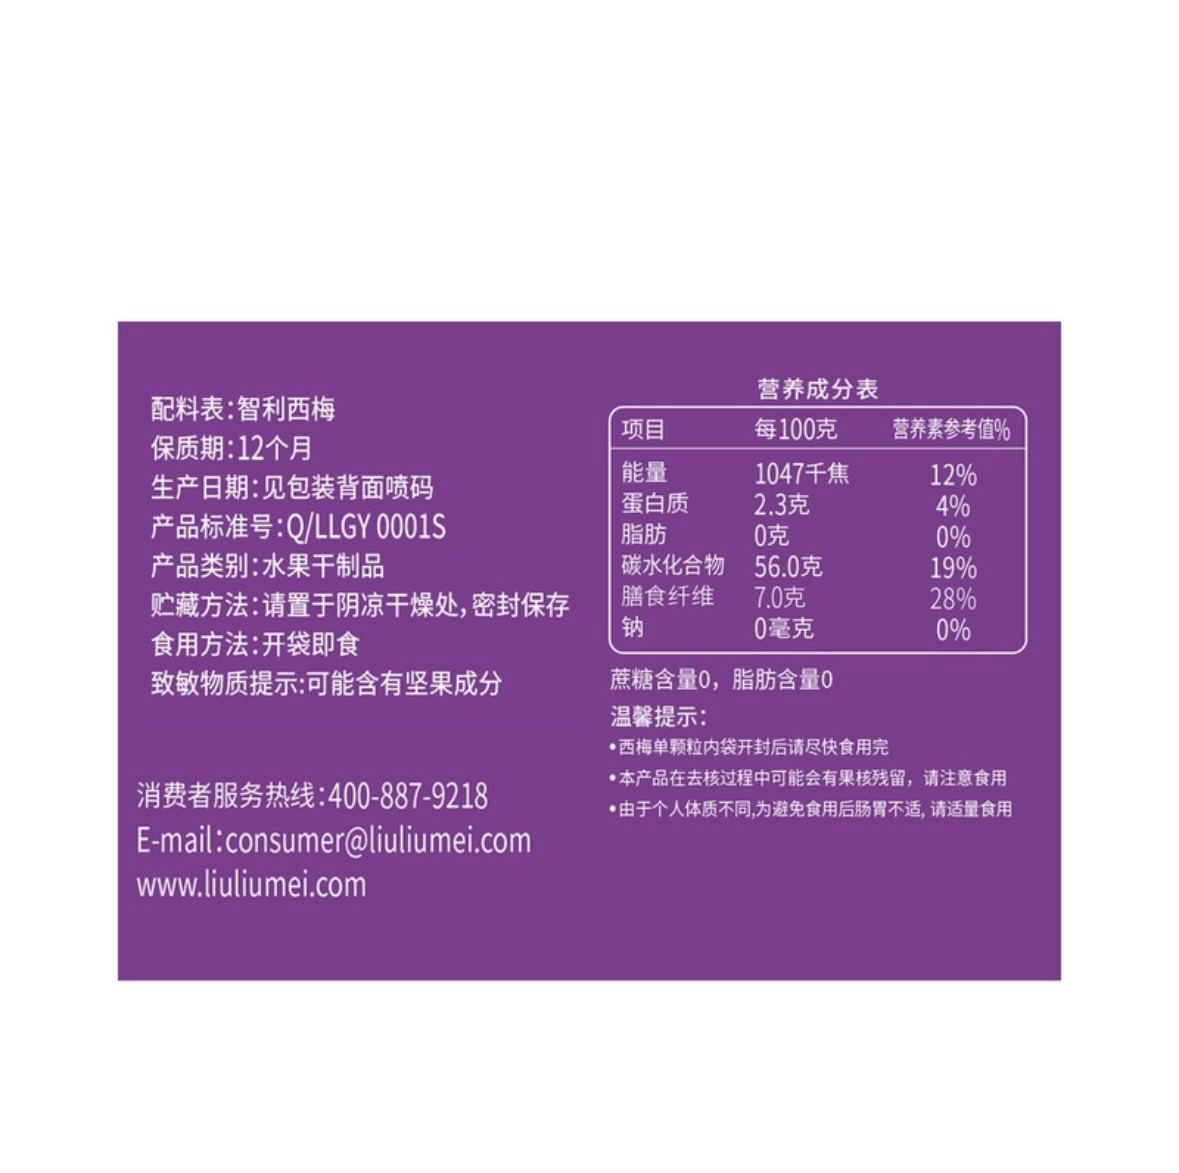 配料表:智利西梅
保质期:12个月
生产日期:见包装背面喷码
产品标准号:Q/LLGY 0001S
产品类别:水果干制品
贮藏方法:请置于阴凉干燥处,密封保存
食用方法:开袋即食
致敏物质提示:可能含有坚果成分
消费者服务热线:400-887-9218
E-mail:consumer@liuliumei.com
www.liuliumei.com
营养成分表
项目 每100克 营养素参考值%
能量 1047千焦 12%
蛋白质 2.3克 4%
脂肪 0克 0%
碳水化合物 56.0克 19%
膳食纤维 7.0克 28%
钠 0毫克 0%
蔗糖含量0，脂肪含量0
温馨提示：
•西梅单颗粒内袋开封后请尽快食用完
•本产品在去核过程中可能会有果核残留，请注意食用
•由于个人体质不同,为避免食用后肠胃不适, 请适量食用